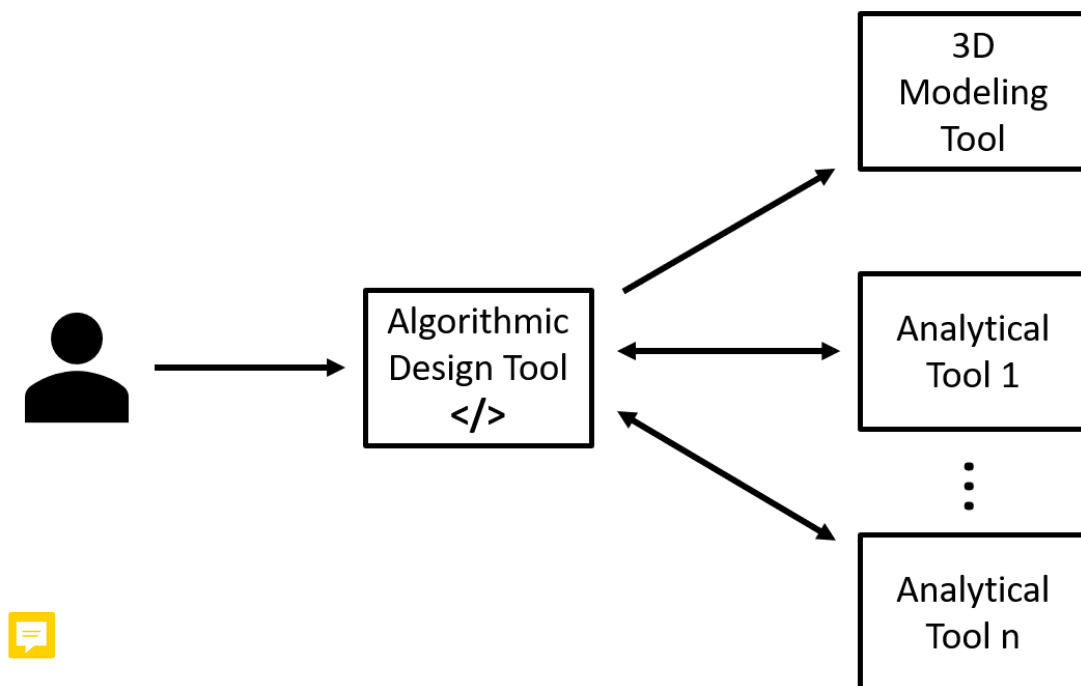 3D
Modeling
Tool
Algorithmic
Design Tool
</>
Analytical
Tool 1
Analytical
Tool n